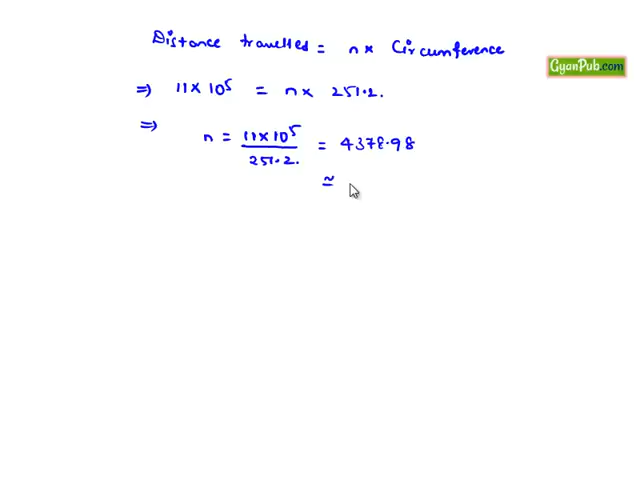 Distance travelled = n × Circumference
GyanPub.com
⇒ 11 × 10⁵ = n × 251.2.
⇒ n = 11 × 10⁵ / 251.2. = 4378.98
≃